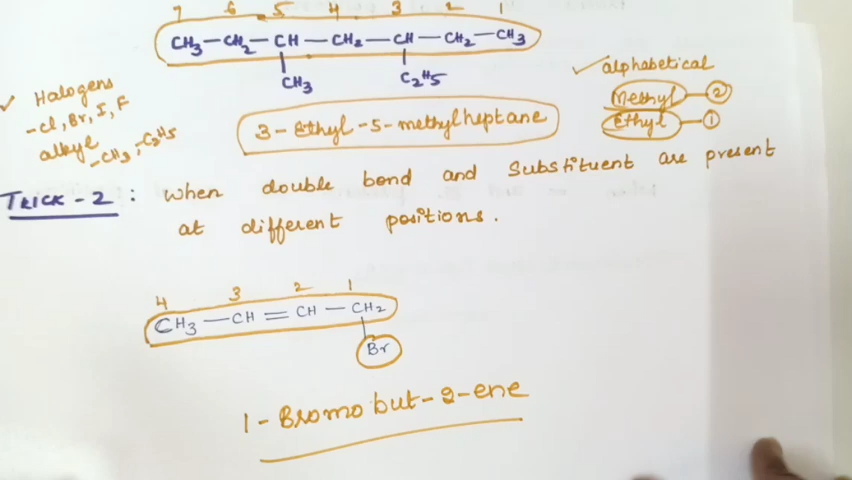 7 6 5 4 3 2 1
CH3 — CH2 — CH — CH2 — CH — CH2 — CH3
CH3 C2H5
✓ Halogens
-Cl, Br, I, F
alkyl -CH3, -C2H5
✓ alphabetical
Methyl — 2
Ethyl — 1
3 - Ethyl - 5 - methylheptane
TRICK - 2 : when double bond and substituent are present
at different positions.
4 3 2 1
CH3 — CH = CH — CH2
Br
1 - Bromobut - 2 - ene